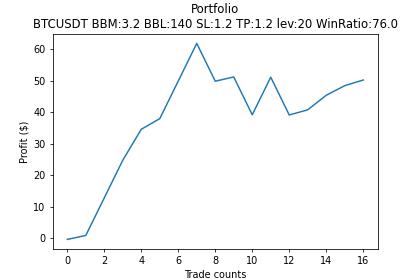 Portfolio
BTCUSDT BBM:3.2 BBL:140 SL:1.2 TP:1.2 lev:20 WinRatio:76.0
60
50
40
30
20
10
0
Profit ($)
0 2 4 6 8 10 12 14 16
Trade counts